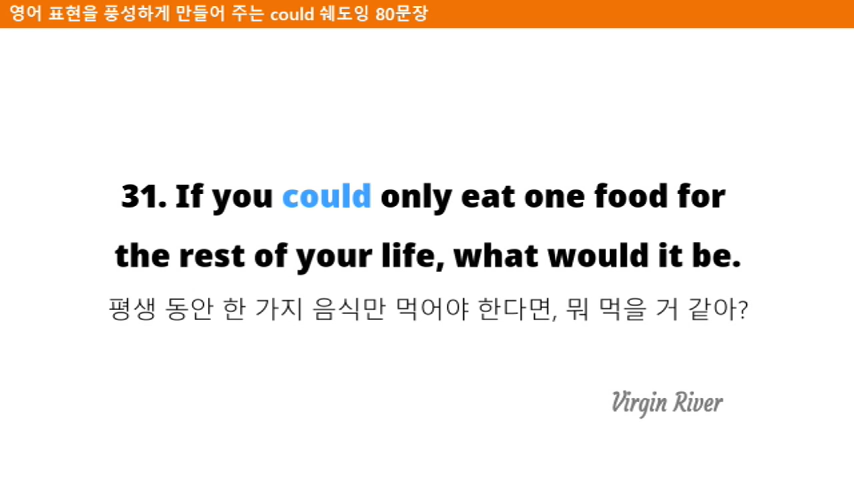 영어 표현을 풍성하게 만들어 주는 could 쉐도잉 80문장
31. If you could only eat one food for
the rest of your life, what would it be.
평생 동안 한 가지 음식만 먹어야 한다면, 뭐 먹을 거 같아?
Virgin River